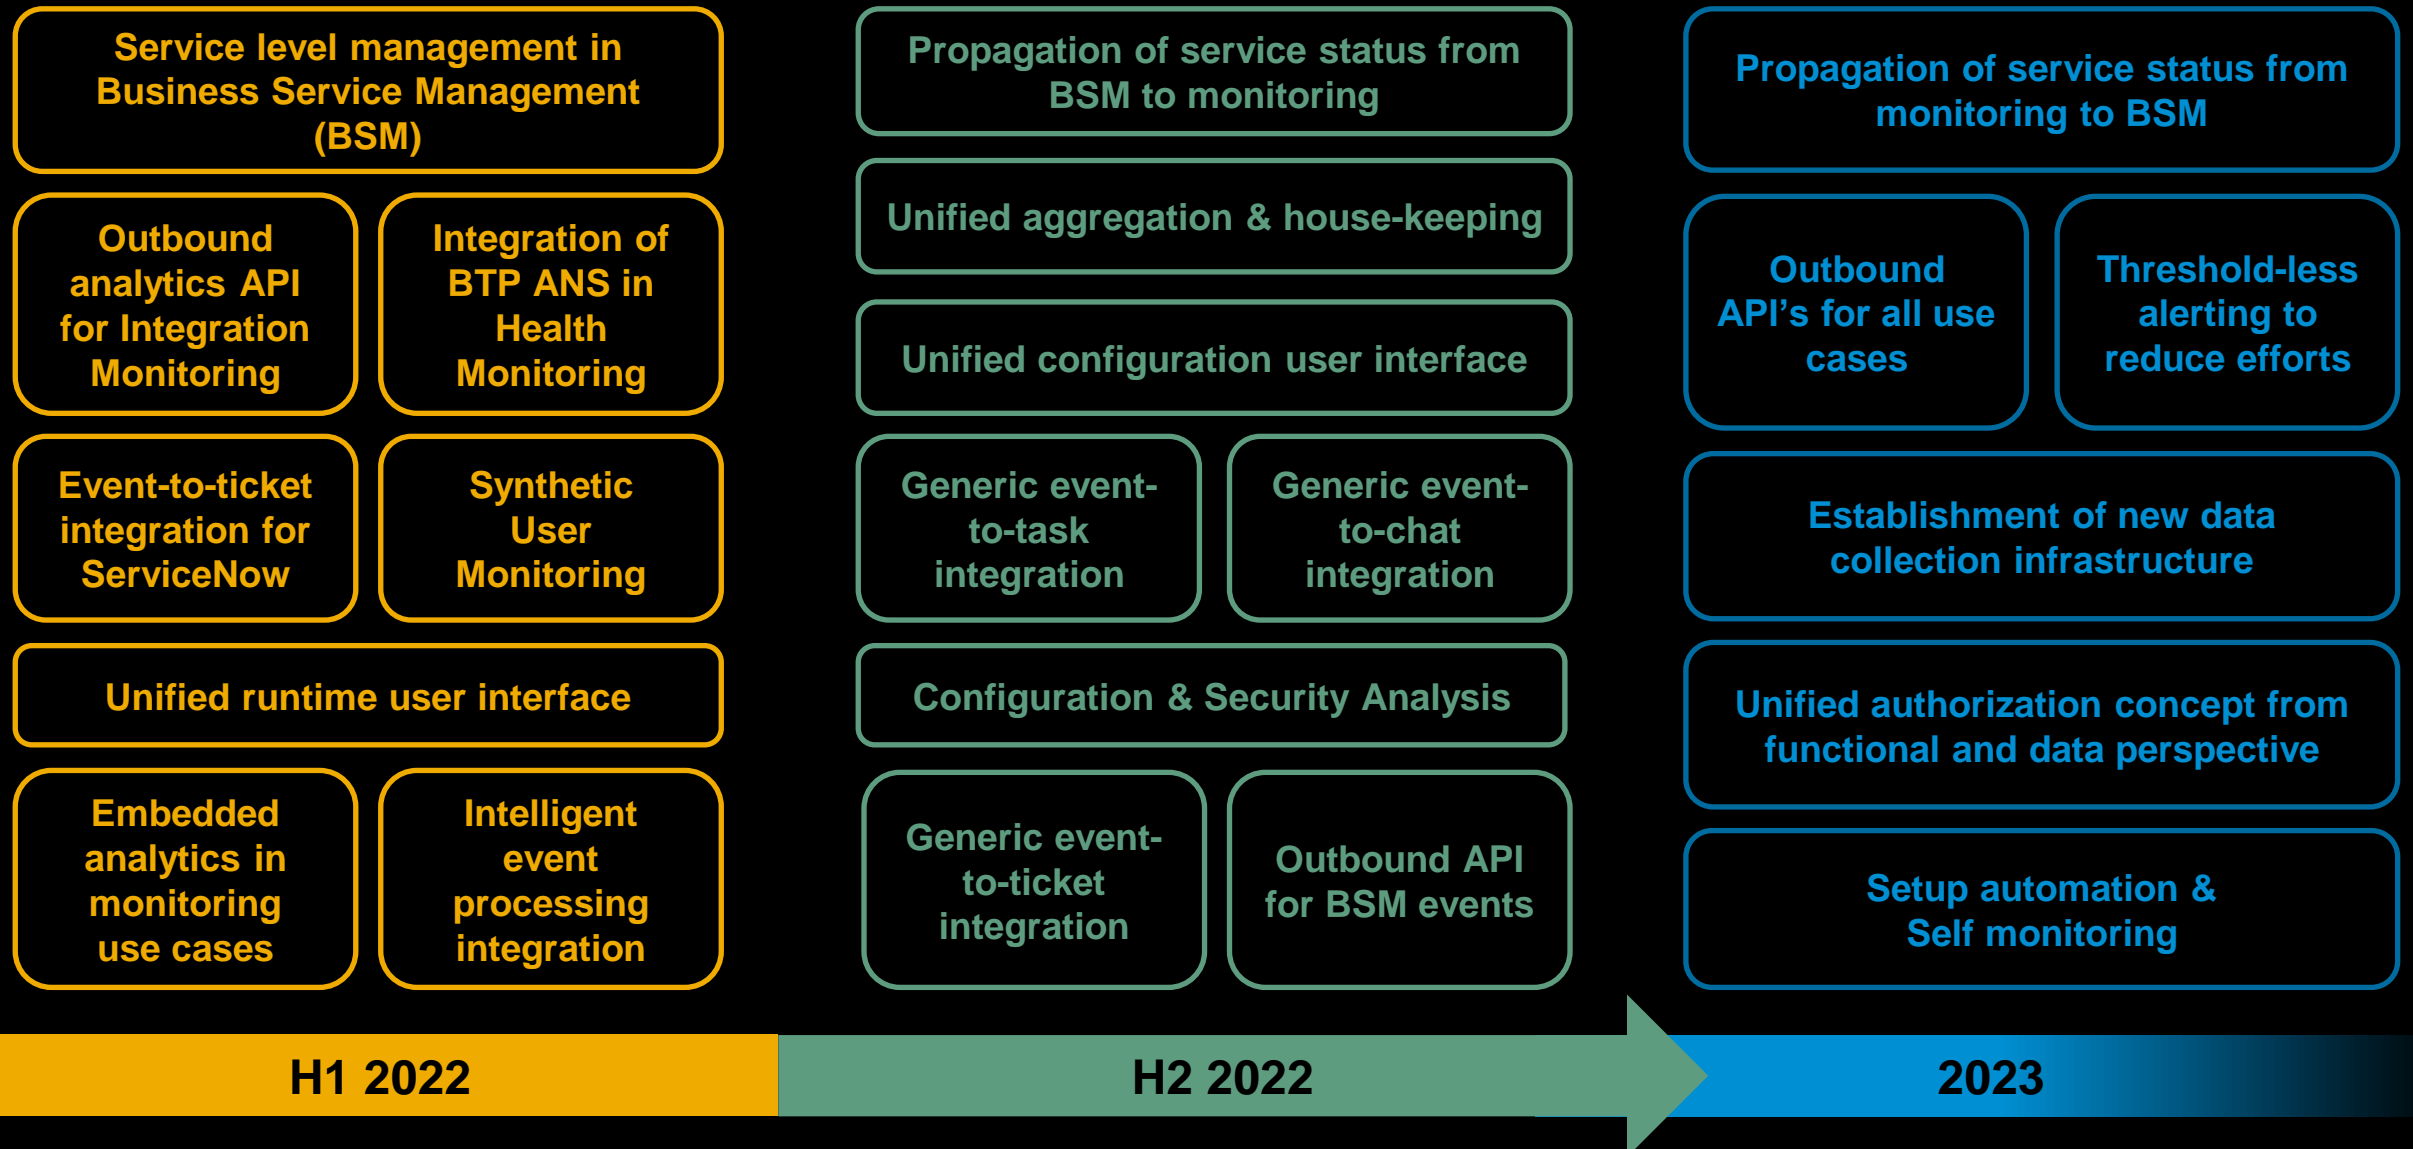 Service level management in
Business Service Management
(BSM)
Outbound
analytics API
for Integration
Monitoring
Integration of
BTP ANS in
Health
Monitoring
Event-to-ticket
integration for
ServiceNow
Synthetic
User
Monitoring
Unified runtime user interface
Embedded
analytics in
monitoring
use cases
Intelligent
event
processing
integration
H1 2022
Propagation of service status from
BSM to monitoring
Unified aggregation & house-keeping
Unified configuration user interface
Generic event-
to-task
integration
Generic event-
to-chat
integration
Configuration & Security Analysis
Generic event-
to-ticket
integration
Outbound API
for BSM events
H2 2022
Propagation of service status from
monitoring to BSM
Outbound
API’s for all use
cases
Threshold-less
alerting to
reduce efforts
Establishment of new data
collection infrastructure
Unified authorization concept from
functional and data perspective
Setup automation &
Self monitoring
2023